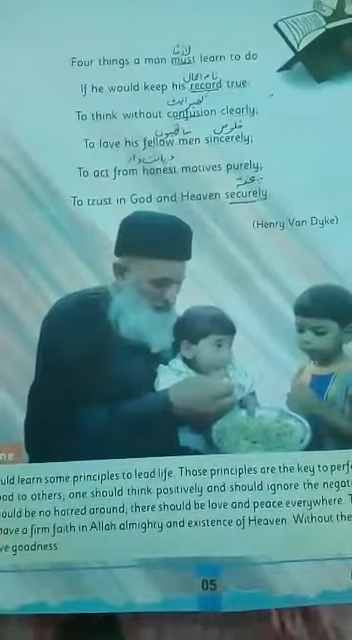 Four things a man must learn to do
If he would keep his record true:
To think without confusion clearly;
To love his fellow men sincerely;
To act from honest motives purely;
To trust in God and Heaven securely
(Henry Van Dyke)
ne
uld learn some principles to lead life. Those principles are the key to perf
od to others, one should think positively and should ignore the negati
ould be no hatred around, there should be love and peace everywhere. T
have a firm faith in Allah almighty and existence of Heaven. Without the
ve goodness
05